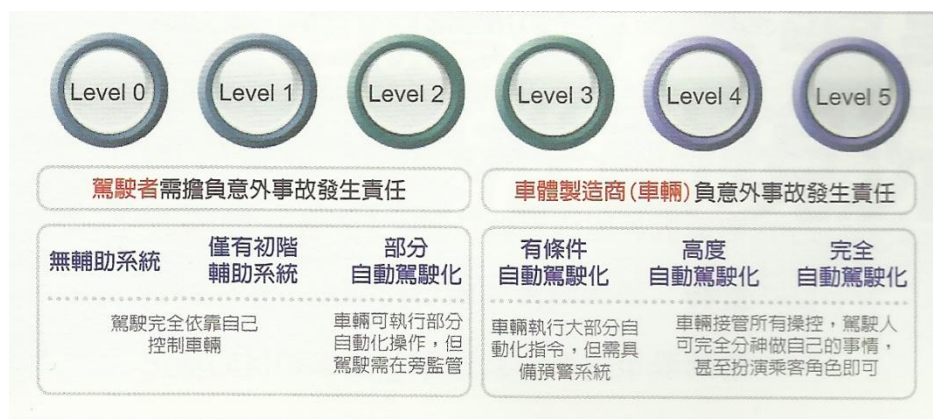 Level 0
Level 1
Level 2
Level 3
Level 4
Level 5
駕駛者需擔負意外事故發生責任
車體製造商(車輛)負意外事故發生責任
無輔助系統
僅有初階
輔助系統
部分
自動駕駛化
有條件
自動駕駛化
高度
自動駕駛化
完全
自動駕駛化
駕駛完全依靠自己
控制車輛
車輛可執行部分
自動化操作，但
駕駛需在旁監管
車輛執行大部分自
動化指令，但需具
備預警系統
車輛接管所有操控，駕駛人
可完全分神做自己的事情，
甚至扮演乘客角色即可